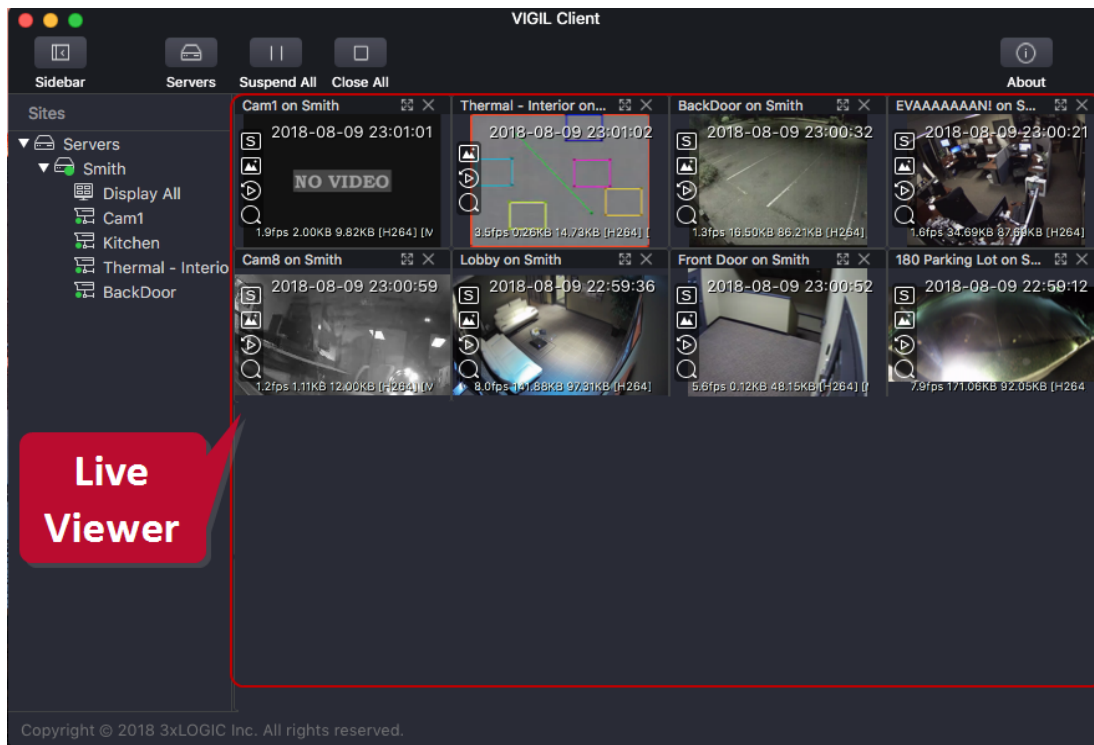 VIGIL Client
Sidebar
Servers
Suspend All
Close All
About
Sites
Servers
Smith
Display All
Cam1
Kitchen
Thermal - Interio
BackDoor
Cam1 on Smith
2018-08-09 23:01:01
NO VIDEO
1.9fps 2.00KB 9.82KB [H264]
Thermal - Interior on...
2018-08-09 23:01:02
3.5fps 0.26KB 14.73KB [H264]
BackDoor on Smith
2018-08-09 23:00:32
1.3fps 16.50KB 86.21KB [H264]
EVAAAAAAAN! on S...
2018-08-09 23:00:21
1.6fps 34.69KB 87.69KB [H264]
Cam8 on Smith
2018-08-09 23:00:59
1.2fps 1.11KB 12.00KB [H264]
Lobby on Smith
2018-08-09 22:59:36
8.0fps 141.88KB 97.31KB [H264]
Front Door on Smith
2018-08-09 23:00:52
5.6fps 0.12KB 48.15KB [H264]
180 Parking Lot on S...
2018-08-09 22:59:12
7.9fps 171.06KB 92.05KB [H264
Live
Viewer
Copyright © 2018 3xLOGIC Inc. All rights reserved.